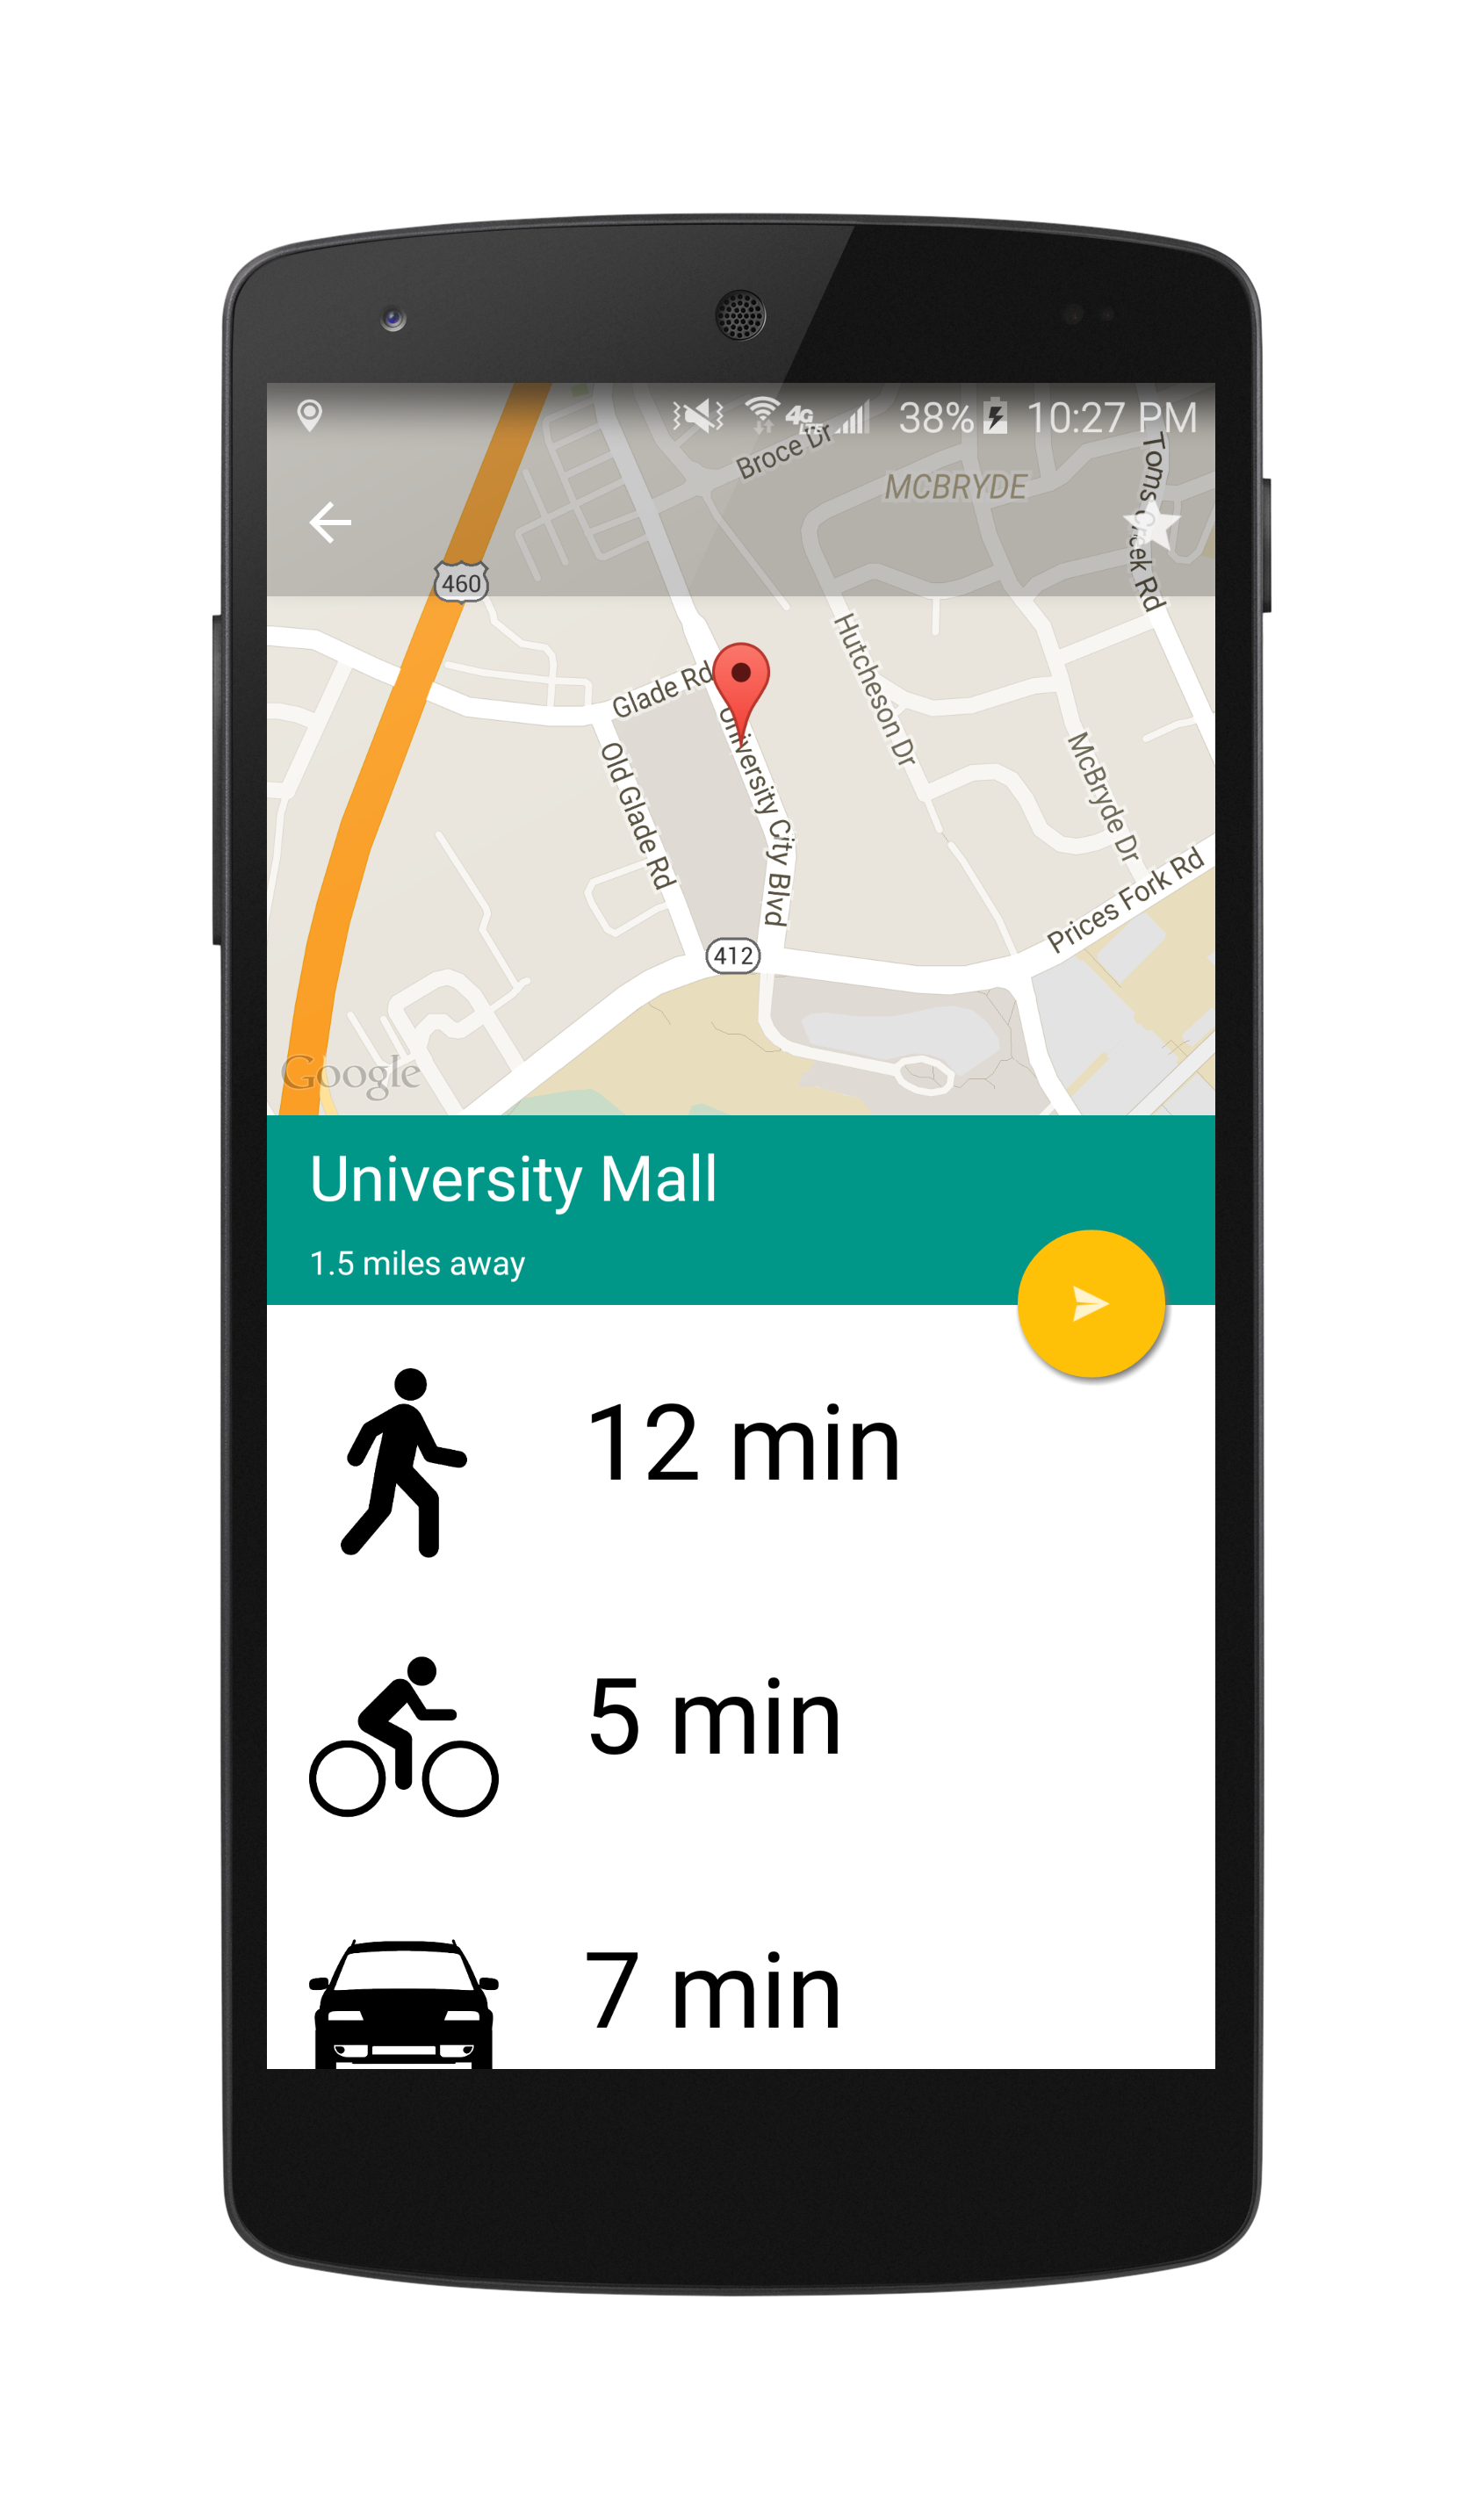 4G LTE 38% 10:27 PM
Broce Dr
MCBRYDE
Toms Creek Rd
460
Glade Rd
Hutcheson Dr
University City Blvd
Old Glade Rd
McBryde Dr
Prices Fork Rd
412
Google
University Mall
1.5 miles away
12 min
5 min
7 min